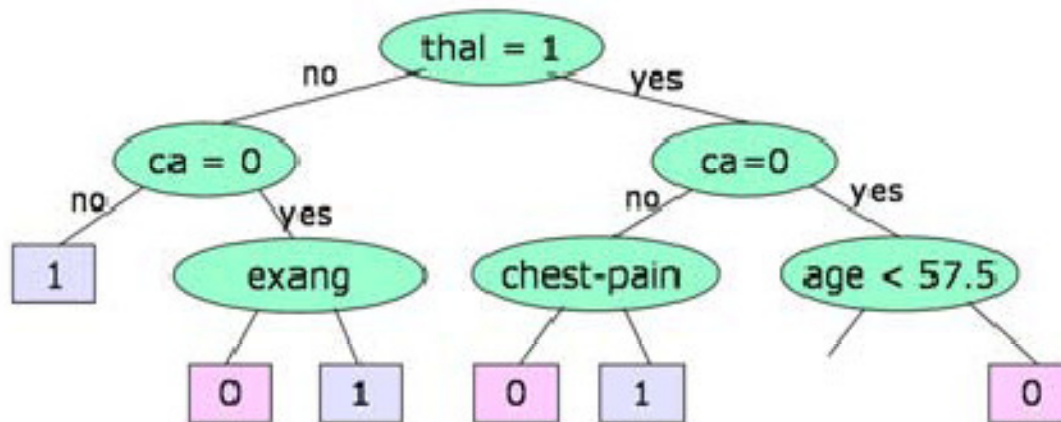 thal = 1
no yes
ca = 0 ca=0
no yes no yes
1 exang chest-pain age < 57.5
0 1 0 1 0